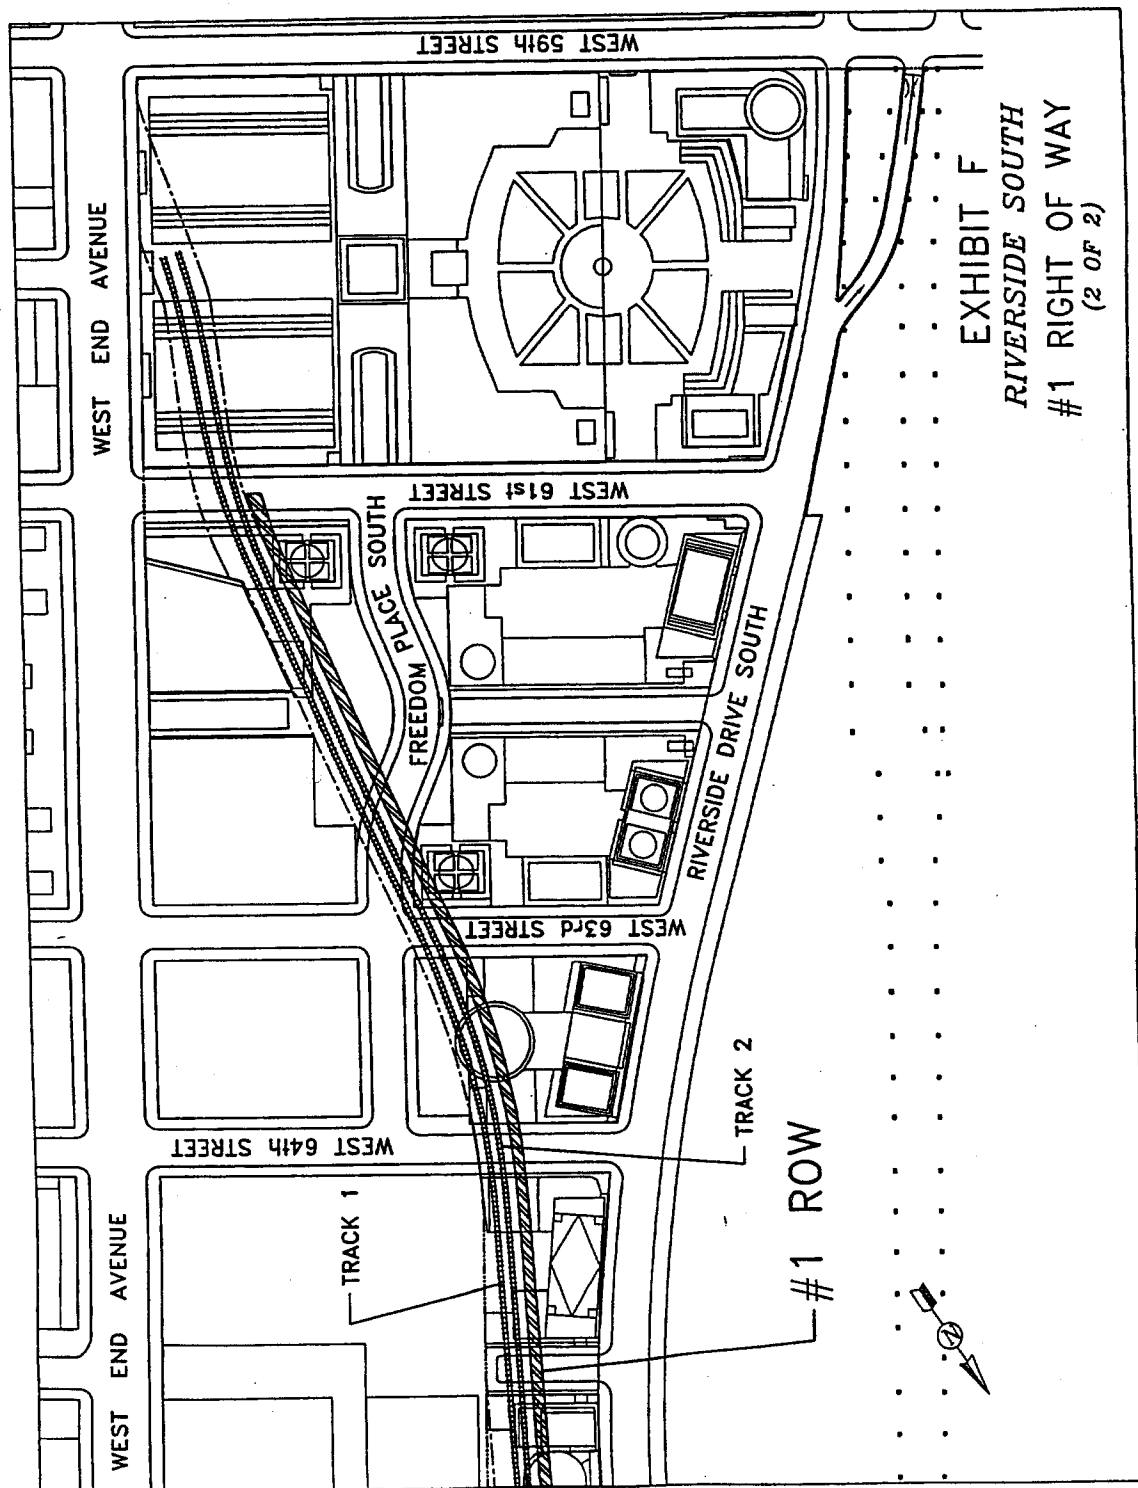 WEST 59th STREET
WEST END AVENUE
WEST 61st STREET
FREEDOM PLACE SOUTH
RIVERSIDE DRIVE SOUTH
WEST 63rd STREET
WEST 64th STREET
WEST END AVENUE
TRACK 1
TRACK 2
#1 ROW
N
EXHIBIT F
RIVERSIDE SOUTH
#1 RIGHT OF WAY
(2 OF 2)